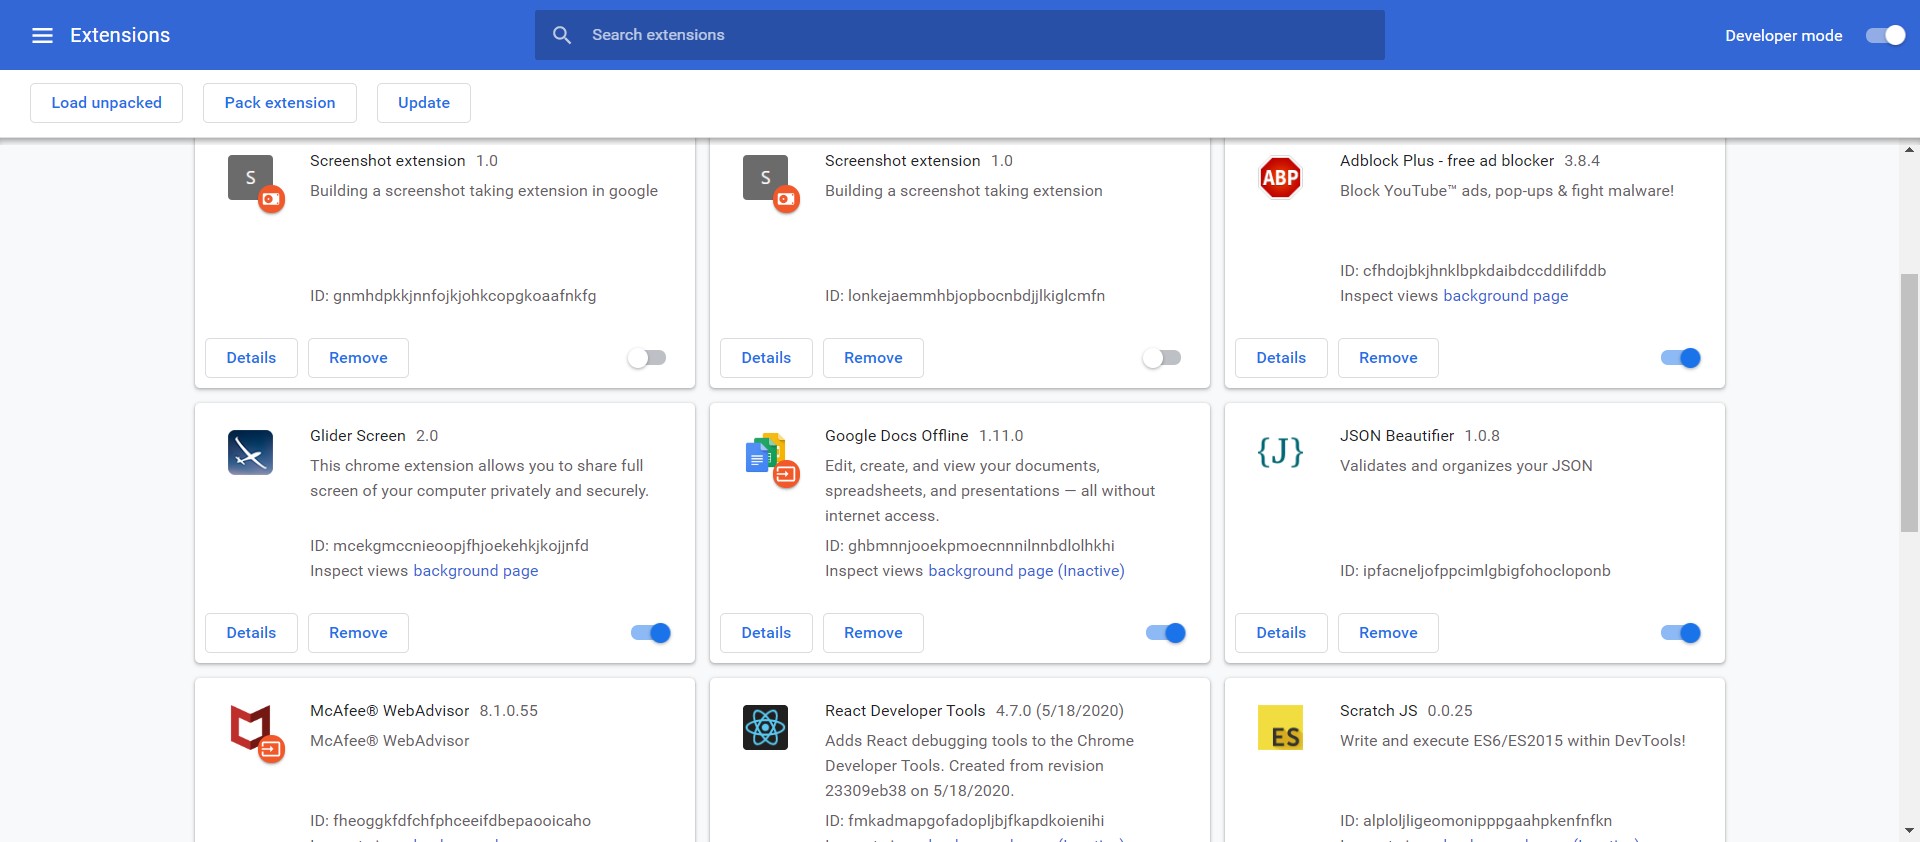 Extensions
Search extensions
Developer mode
Load unpacked
Pack extension
Update
S
Screenshot extension 1.0
Building a screenshot taking extension in google
ID: gnmhdpkkjnnfojkjohkcopgkoaafnkfg
Details
Remove
S
Screenshot extension 1.0
Building a screenshot taking extension
ID: lonkejaemmhbjopbocnbdjjlkiglcmfn
Details
Remove
ABP
Adblock Plus - free ad blocker 3.8.4
Block YouTube™ ads, pop-ups & fight malware!
ID: cfhdojbkjhnklbpkdaibdccddilifddb
Inspect views background page
Details
Remove
Glider Screen 2.0
This chrome extension allows you to share full
screen of your computer privately and securely.
ID: mcekgmccnieoopjfhjoekehkjkojjnfd
Inspect views background page
Details
Remove
Google Docs Offline 1.11.0
Edit, create, and view your documents,
spreadsheets, and presentations — all without
internet access.
ID: ghbmnnjooekpmoecnnnilnnbdlolhkhi
Inspect views background page (Inactive)
Details
Remove
{J}
JSON Beautifier 1.0.8
Validates and organizes your JSON
ID: ipfacneljofppcimlgbigfohocloponb
Details
Remove
McAfee® WebAdvisor 8.1.0.55
McAfee® WebAdvisor
ID: fheoggkfdfchfphceeifdbepaooicaho
React Developer Tools 4.7.0 (5/18/2020)
Adds React debugging tools to the Chrome
Developer Tools. Created from revision
23309eb38 on 5/18/2020.
ID: fmkadmapgofadopljbjfkapdkoienihi
ES
Scratch JS 0.0.25
Write and execute ES6/ES2015 within DevTools!
ID: alploljligeomonipppgaahpkenfnfkn